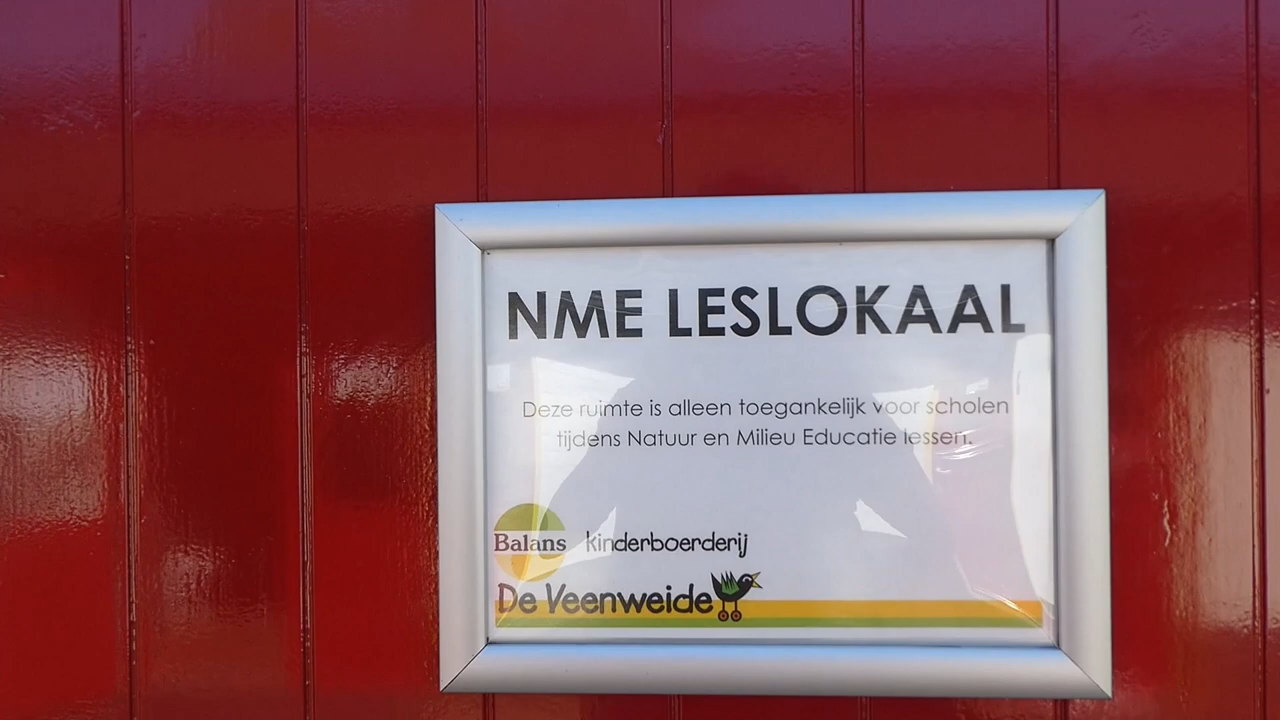 NME LESLOKAAL
Deze ruimte is alleen toegankelijk voor scholen
tijdens Natuur en Milieu Educatie lessen.
Balans kinderboerderij
De Veenweide